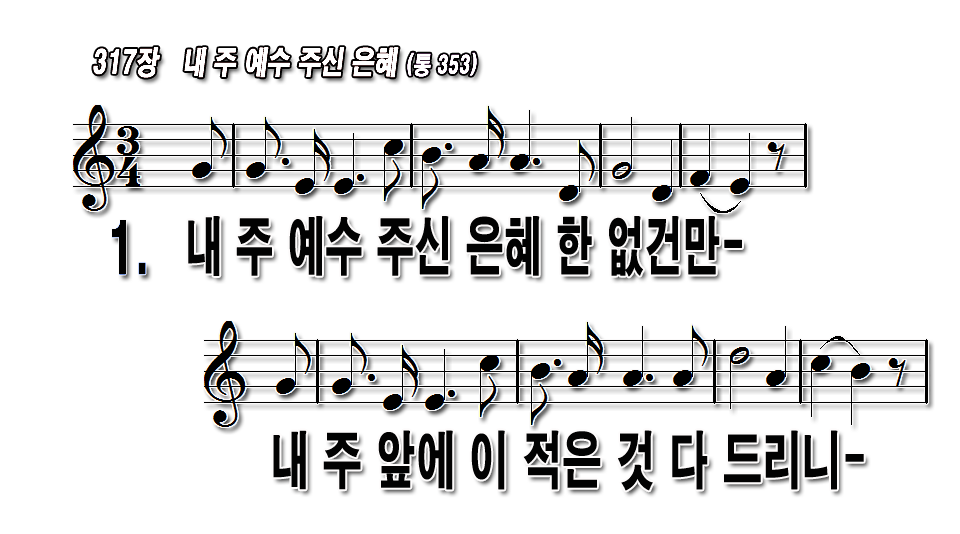 317장 내 주 예수 주신 은혜 (통 353)
3
4
1. 내 주 예수 주신 은혜 한 없건만-
내 주 앞에 이 적은 것 다 드리니-